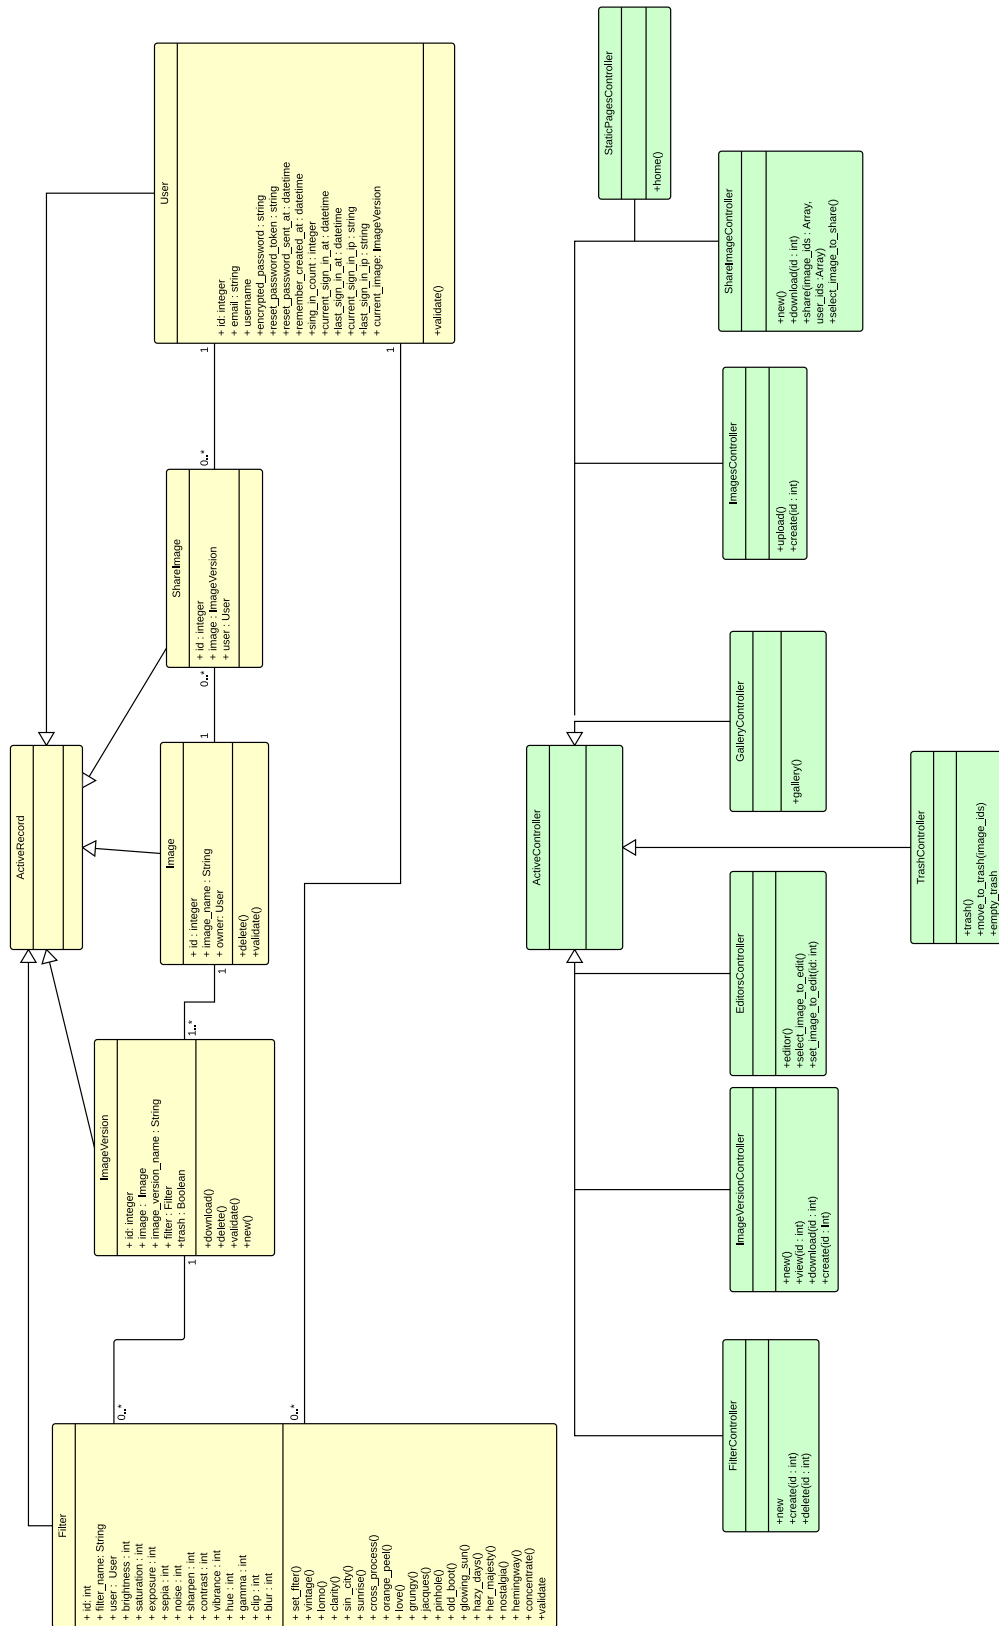 User
+ id: integer
+ email : string
+ username
+encrypted_password : string
+reset_password_token : string
+reset_password_sent_at : datetime
+remember_created_at : datetime
+sing_in_count : integer
+current_sign_in_at : datetime
+last_sign_in_at : datetime
+current_sign_in_ip : string
+last_sign_in_ip : string
+ current_image: ImageVersion
+validate()
1
1
0..*
ShareImage
+ id : integer
+ image : ImageVersion
+ user : User
0..*
1
ActiveRecord
Image
+ id : integer
+ image_name : String
+ owner: User
+delete()
+validate()
1
1..*
ImageVersion
+ id: integer
+ image : Image
+ image_version_name : String
+ filter : Filter
+trash : Boolean
+download()
+delete()
+validate()
+new()
1
0..*
0..*
Filter
+ id: int
+ filter_name: String
+ user : User
+ brightness : int
+ saturation : int
+ exposure : int
+ sepia : int
+ noise : int
+ sharpen : int
+ contrast : int
+ vibrance : int
+ hue : int
+ gamma : int
+ clip : int
+ blur : int
+ set_flter()
+ vintage()
+ lomo()
+ clarity()
+ sin_city()
+ sunrise()
+ cross_process()
+ orange_peel()
+ love()
+ grungy()
+ jacques()
+ pinhole()
+ old_boot()
+ glowing_sun()
+ hazy_days()
+ her_majesty()
+ nostalgia()
+ hemingway()
+ concentrate()
+validate
StaticPagesController
+home()
ShareImageController
+new()
+download(id : int)
+share(image_ids : Array,
user_ids :Array)
+select_image_to_share()
ImagesController
+upload()
+create(id : int)
GalleryController
+gallery()
ActiveController
TrashController
+trash()
+move_to_trash(image_ids)
+empty_trash
EditorsController
+editor()
+select_image_to_edit()
+set_image_to_edit(id: int)
ImageVersionController
+new()
+view(id : int)
+download(id : int)
+create(id : Int)
FilterController
+new
+create(id : int)
+delete(id : int)